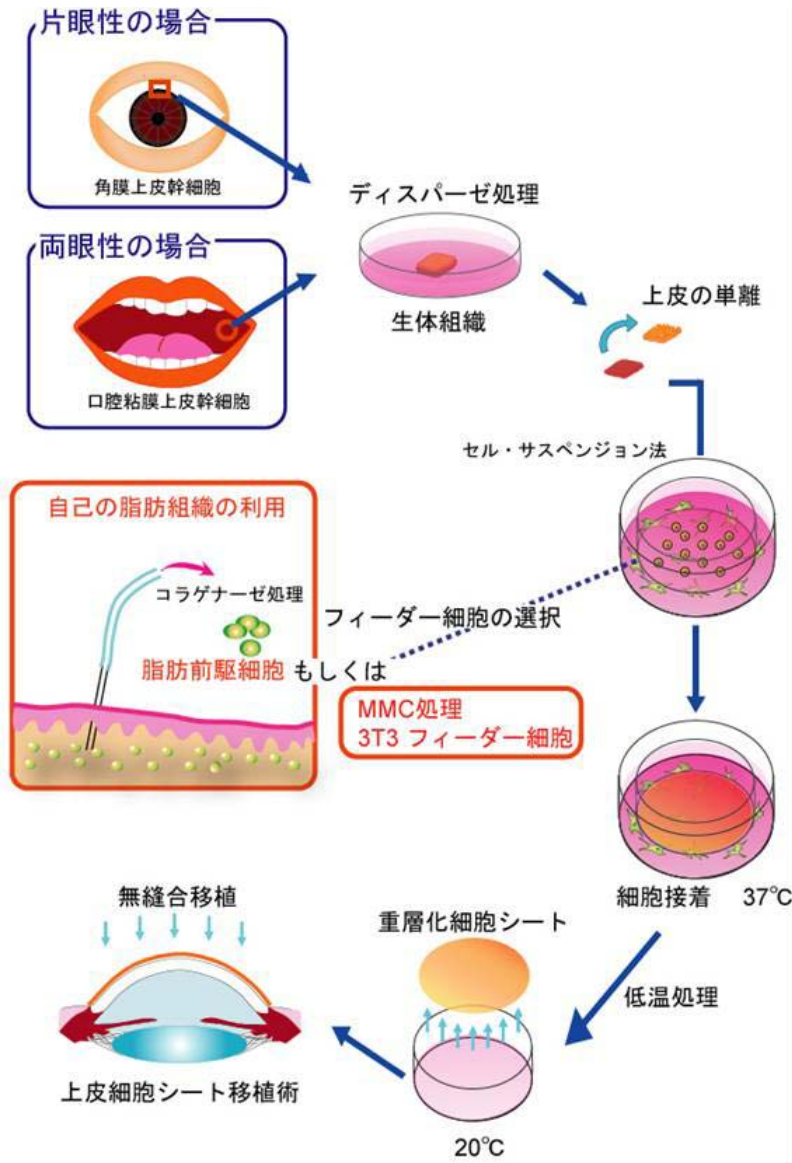 片眼性の場合
角膜上皮幹細胞
両眼性の場合
口腔粘膜上皮幹細胞
ディスパーゼ処理
生体組織
上皮の単離
セル・サスペンジョン法
自己の脂肪組織の利用
コラゲナーゼ処理
脂肪前駆細胞 もしくは
フィーダー細胞の選択
MMC処理
3T3 フィーダー細胞
細胞接着 37℃
低温処理
重層化細胞シート
20℃
無縫合移植
上皮細胞シート移植術